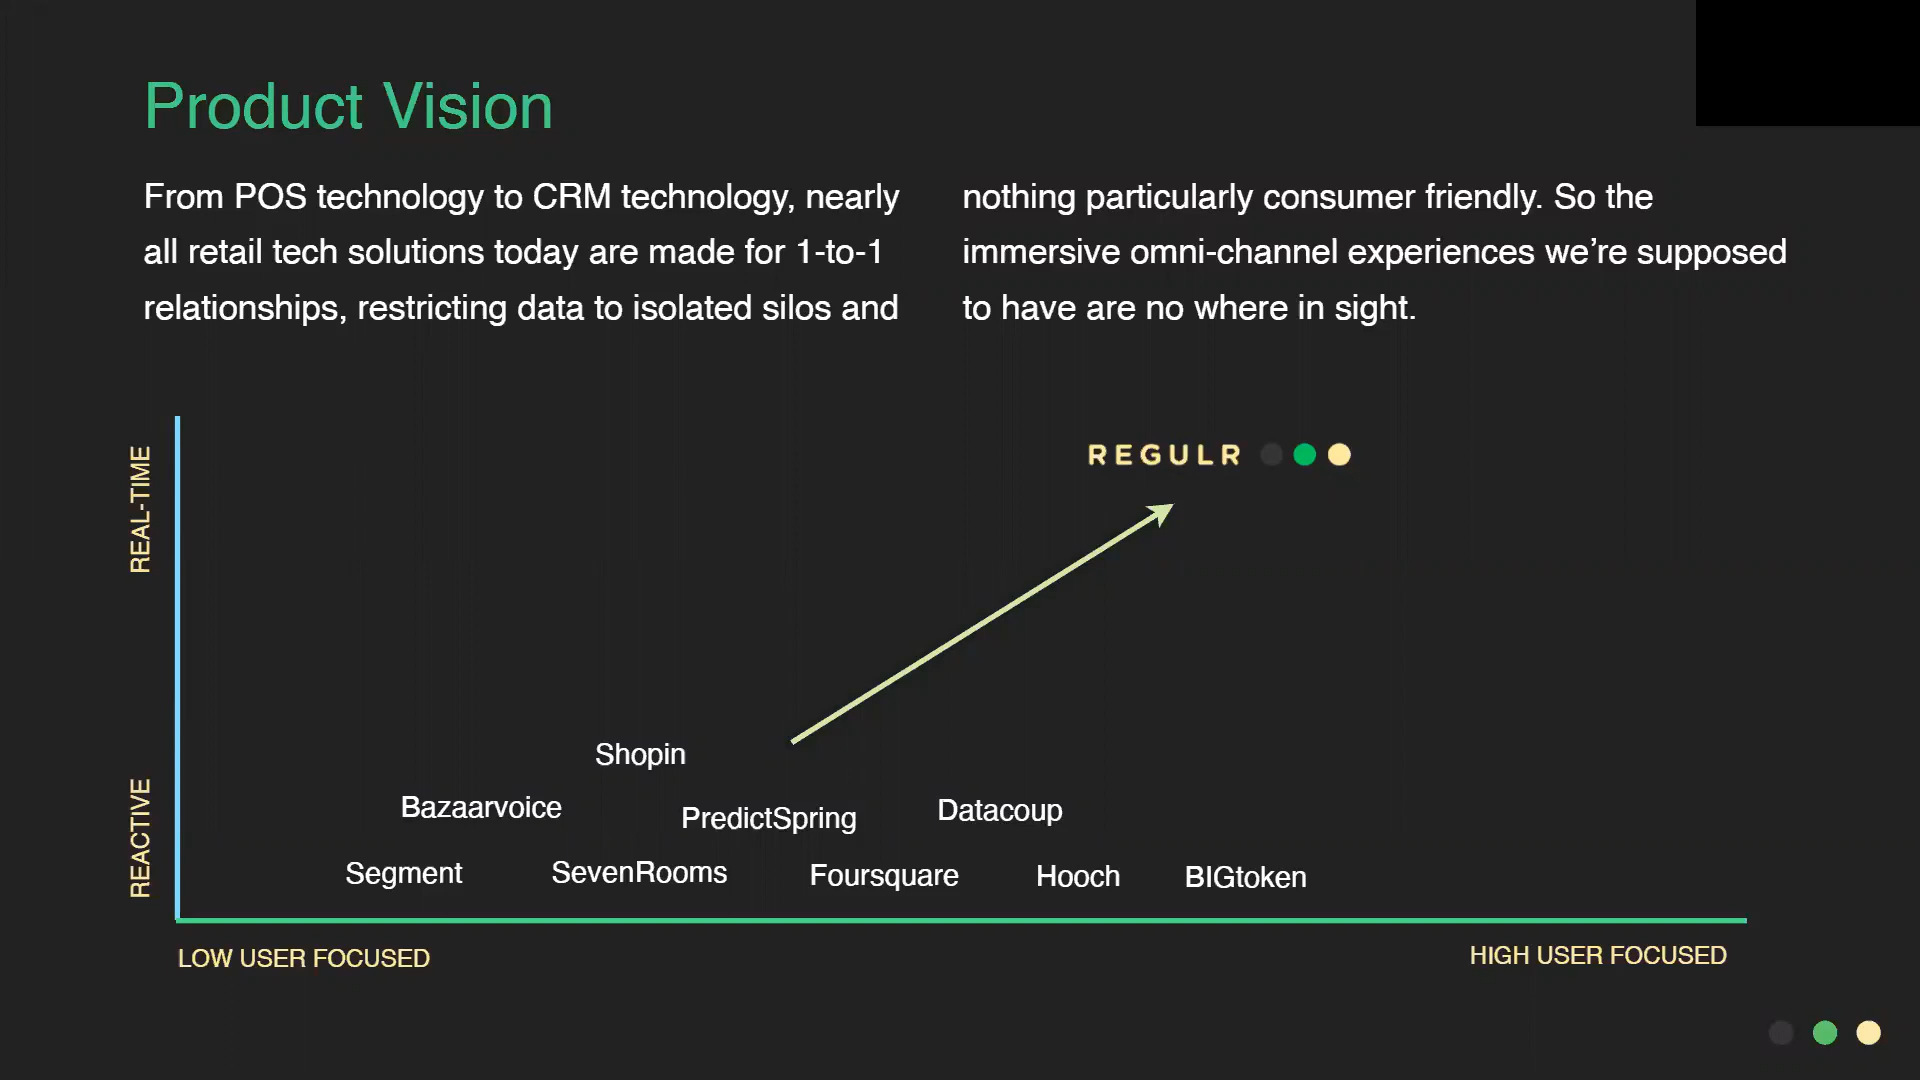 Product Vision
From POS technology to CRM technology, nearly
all retail tech solutions today are made for 1-to-1
relationships, restricting data to isolated silos and
nothing particularly consumer friendly. So the
immersive omni-channel experiences we’re supposed
to have are no where in sight.
REGULR
REAL-TIME
REACTIVE
Shopin
Bazaarvoice
PredictSpring
Datacoup
Segment
SevenRooms
Foursquare
Hooch
BIGtoken
LOW USER FOCUSED
HIGH USER FOCUSED